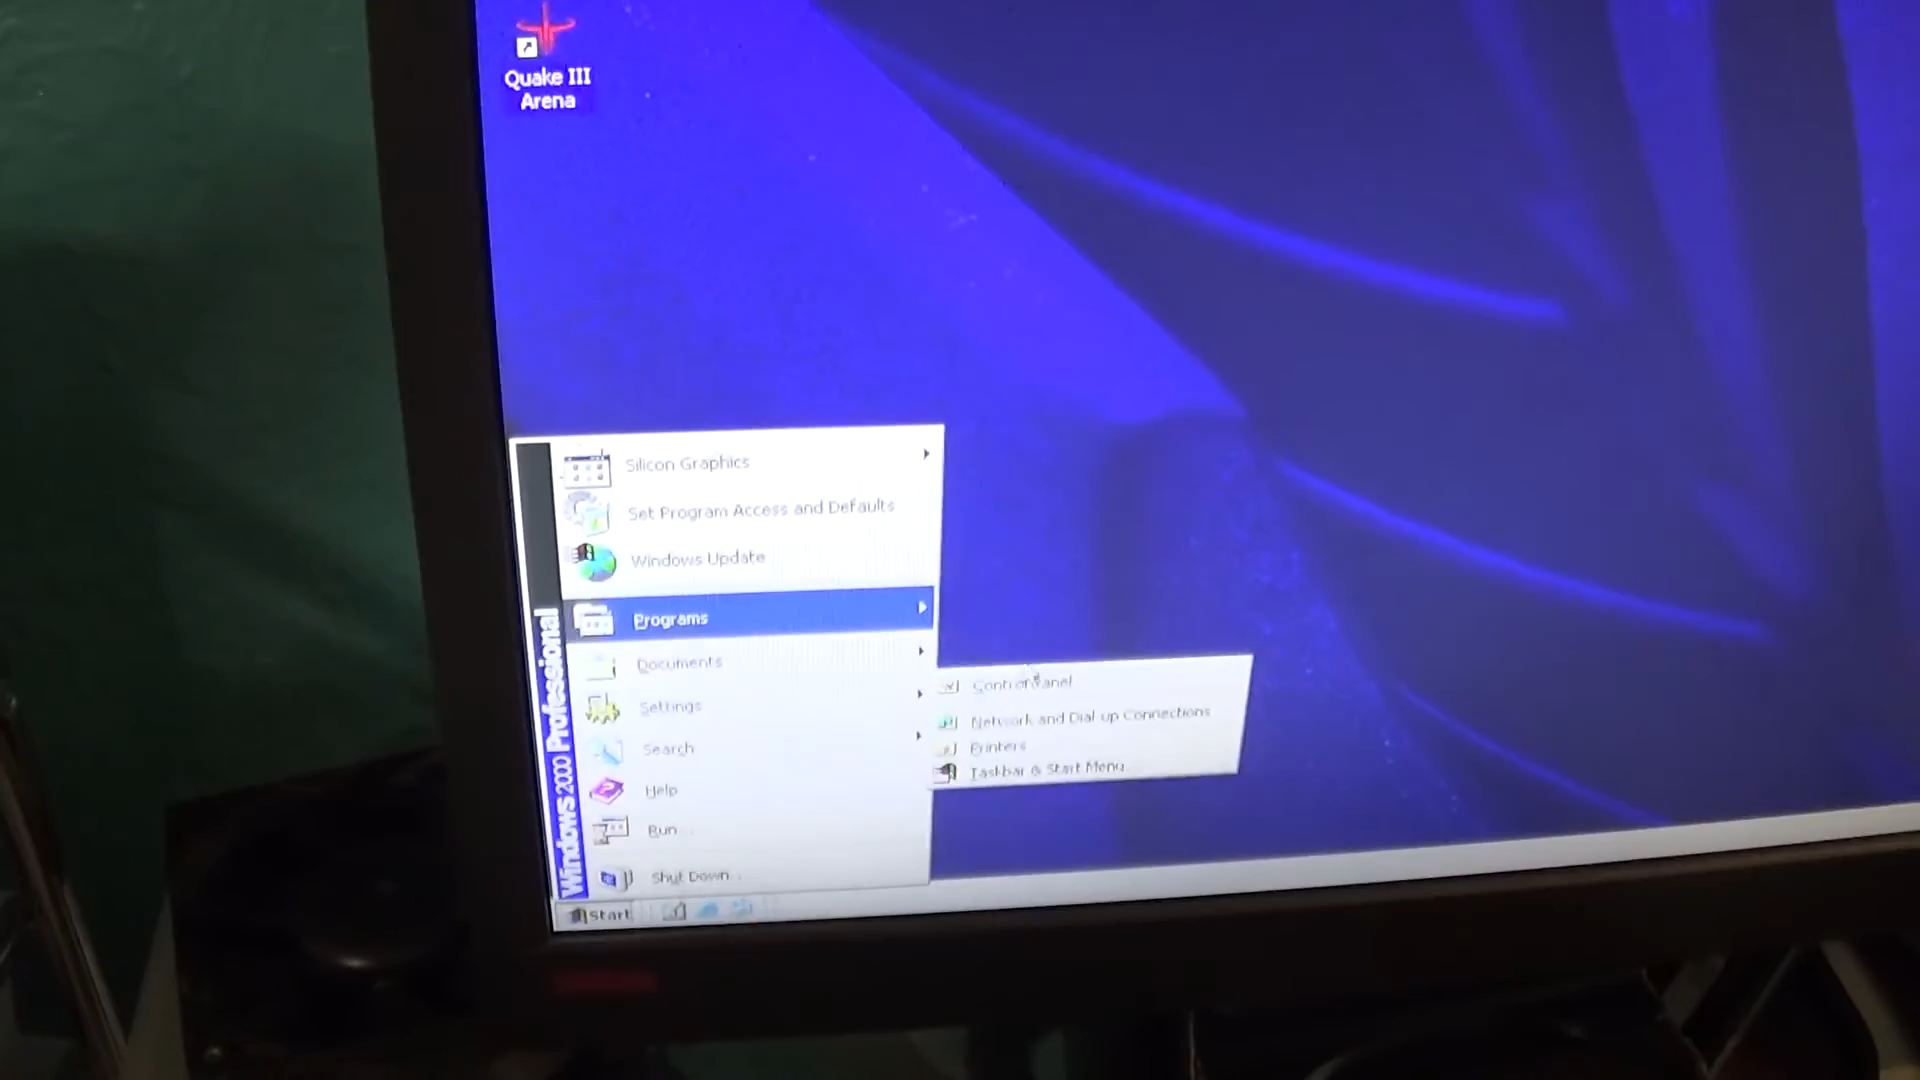 Quake III
Arena
Silicon Graphics
Set Program Access and Defaults
Windows Update
Programs
Documents
Settings
Search
Help
Run...
Shut Down...
Windows 2000 Professional
Control Panel
Network and Dial-up Connections
Printers
Taskbar & Start Menu...
Start